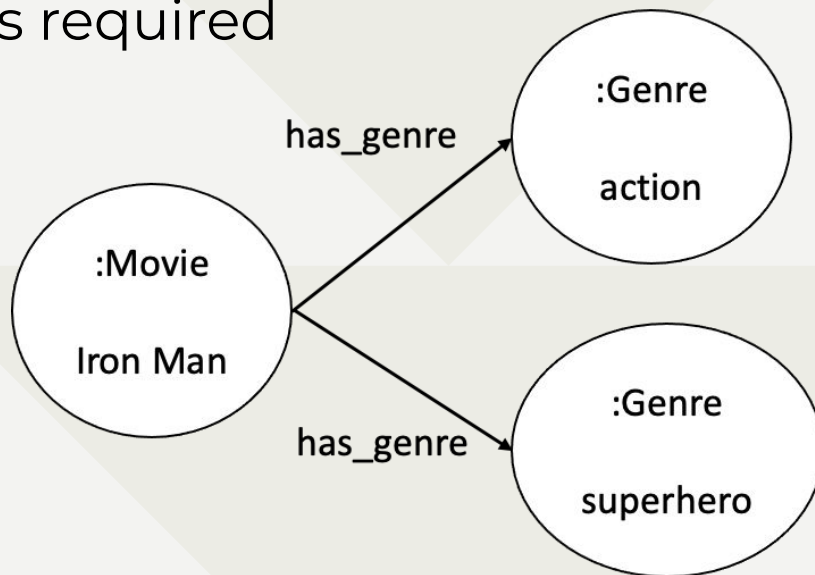 s required
:Genre
action
has_genre
:Movie
Iron Man
has_genre
:Genre
superhero